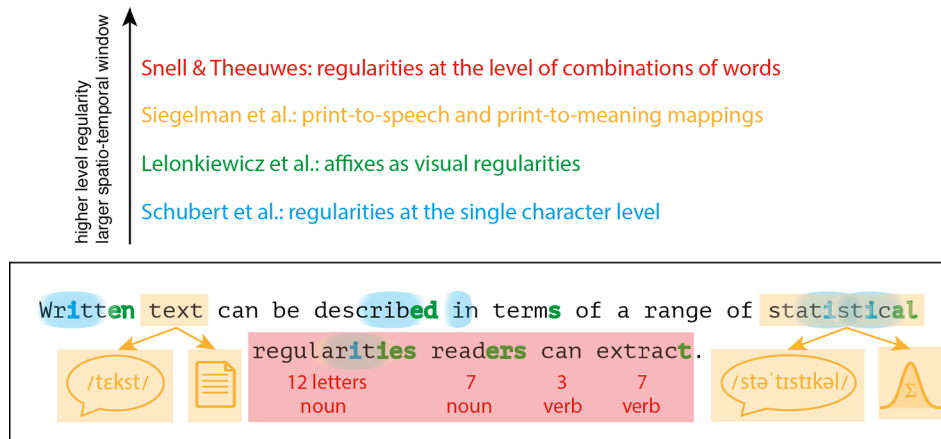 higher level regularity
larger spatio-temporal window
Snell & Theeuwes: regularities at the level of combinations of words
Siegelman et al.: print-to-speech and print-to-meaning mappings
Lelonkiewicz et al.: affixes as visual regularities
Schubert et al.: regularities at the single character level
Written text can be described in terms of a range of statistical
regularities readers can extract.
/tɛkst/
12 letters 7 3 7
noun noun verb verb
/stəˈtɪstɪkəl/
Σ